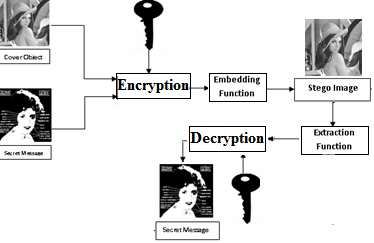 Cover Object
Secret Message
Encryption
Embedding
Function
Stego Image
Extraction
Function
Decryption
Secret Message